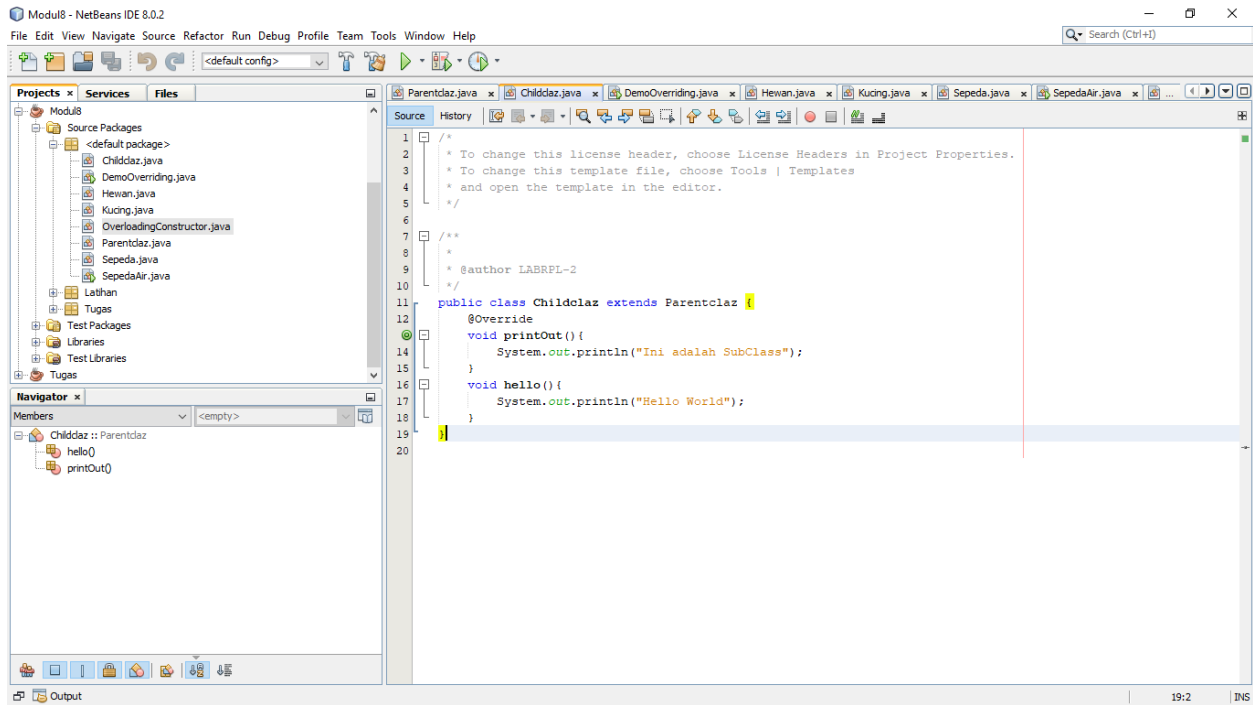 Modul8 - NetBeans IDE 8.0.2
File Edit View Navigate Source Refactor Run Debug Profile Team Tools Window Help
Search (Ctrl+I)
<default config>
Projects x Services Files
Parentclaz.java x Childclaz.java x DemoOverriding.java x Hewan.java x Kucing.java x Sepeda.java x SepedaAir.java x ...
Source History
Modul8
Source Packages
<default package>
Childclaz.java
DemoOverriding.java
Hewan.java
Kucing.java
OverloadingConstructor.java
Parentclaz.java
Sepeda.java
SepedaAir.java
Latihan
Tugas
Test Packages
Libraries
Test Libraries
Tugas
Navigator x
Members <empty>
Childclaz :: Parentclaz
hello()
printOut()
1 /*
2 * To change this license header, choose License Headers in Project Properties.
3 * To change this template file, choose Tools | Templates
4 * and open the template in the editor.
5 */
6
7 /**
8 *
9 * @author LABRPL-2
10 */
11 public class Childclaz extends Parentclaz {
12 @Override
void printOut(){
14 System.out.println("Ini adalah SubClass");
15 }
16 void hello(){
17 System.out.println("Hello World");
18 }
19 }
20
Output
19:2 INS